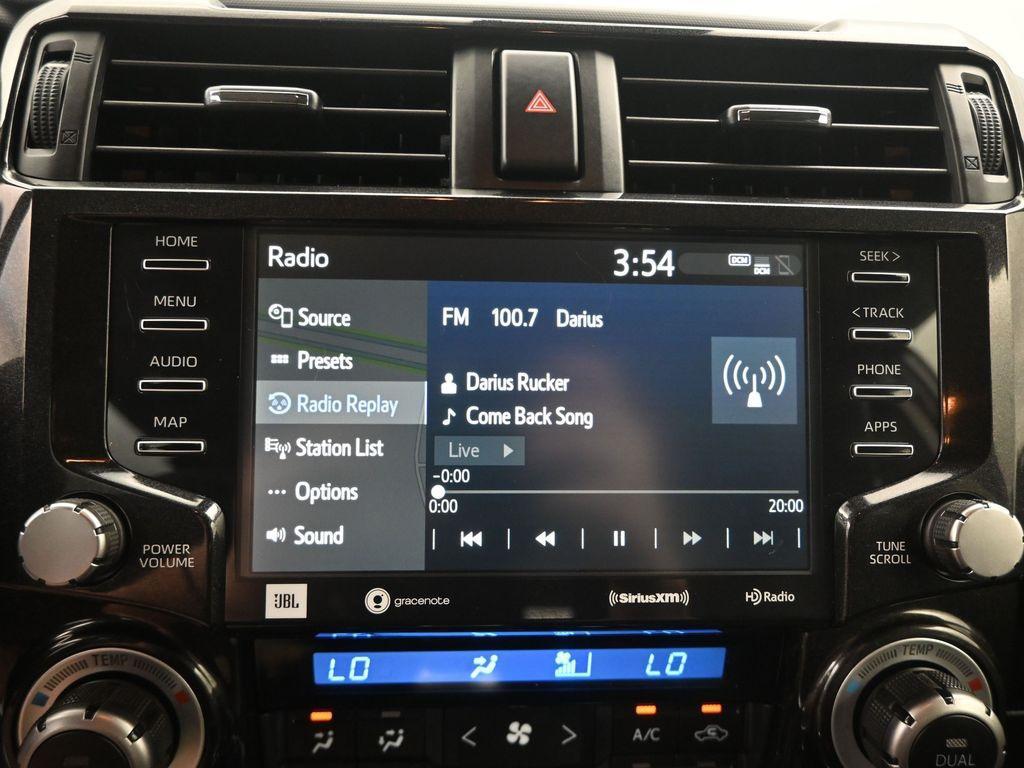 HOME
MENU
AUDIO
MAP
POWER
VOLUME
Radio
3:54
DCM
DCM
Source
Presets
Radio Replay
Station List
Options
Sound
FM 100.7 Darius
Darius Rucker
Come Back Song
Live
-0:00
0:00
20:00
SEEK >
< TRACK
PHONE
APPS
TUNE
SCROLL
JBL
gracenote
((SiriusXM))
HD Radio
LO
LO
TEMP
TEMP
A/C
DUAL